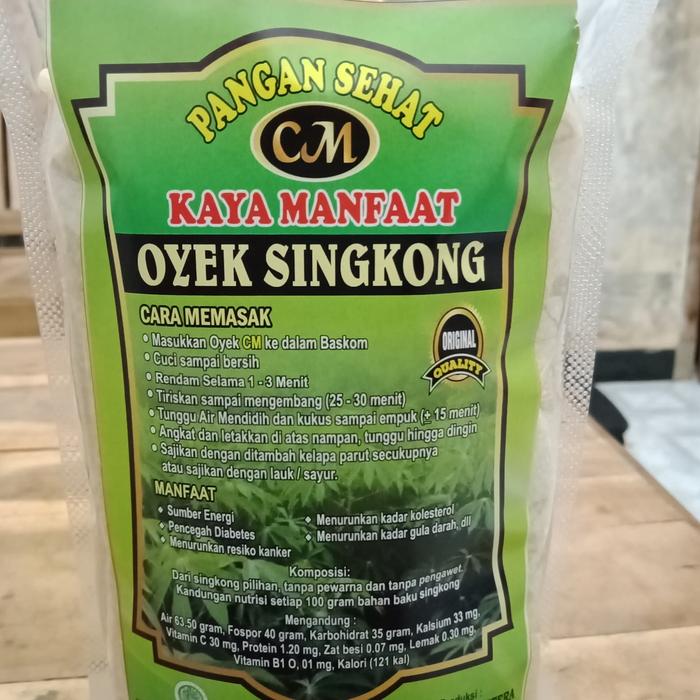 PANGAN SEHAT
CM
KAYA MANFAAT
OYEK SINGKONG
CARA MEMASAK
• Masukkan Oyek CM ke dalam Baskom
• Cuci sampai bersih
• Rendam Selama 1 - 3 Menit
• Tiriskan sampai mengembang (25 - 30 menit)
• Tunggu Air Mendidih dan kukus sampai empuk (± 15 menit)
• Angkat dan letakkan di atas nampan, tunggu hingga dingin
• Sajikan dengan ditambah kelapa parut secukupnya
atau sajikan dengan lauk / sayur.
ORIGINAL
QUALITY
MANFAAT
❖ Sumber Energi
❖ Pencegah Diabetes
❖ Menurunkan resiko kanker
❖ Menurunkan kadar kolesterol
❖ Menurunkan kadar gula darah, dll
Komposisi:
Dari singkong pilihan, tanpa pewarna dan tanpa pengawet.
Kandungan nutrisi setiap 100 gram bahan baku singkong
Mengandung :
Air 63.50 gram, Fospor 40 gram, Karbohidrat 35 gram, Kalsium 33 mg,
Vitamin C 30 mg, Protein 1.20 mg, Zat besi 0.07 mg, Lemak 0.30 mg,
Vitamin B1 O, 01 mg, Kalori (121 kal)